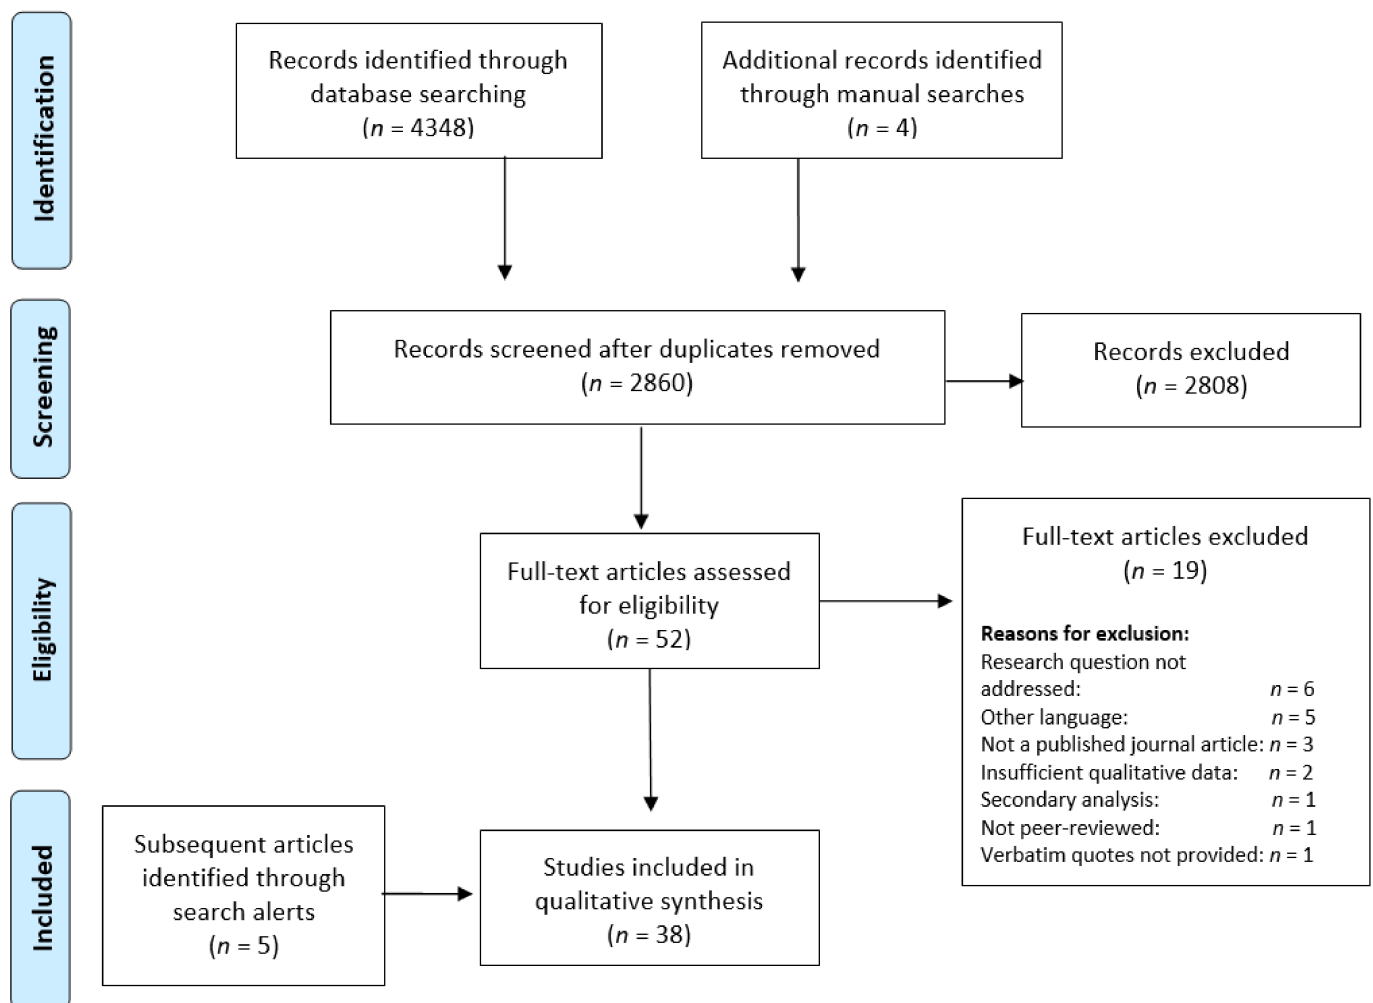 Identification
Records identified through
database searching
(n = 4348)
Additional records identified
through manual searches
(n = 4)
Screening
Records screened after duplicates removed
(n = 2860)
Records excluded
(n = 2808)
Eligibility
Full-text articles assessed
for eligibility
(n = 52)
Full-text articles excluded
(n = 19)
Reasons for exclusion:
Research question not
addressed: n = 6
Other language: n = 5
Not a published journal article: n = 3
Insufficient qualitative data: n = 2
Secondary analysis: n = 1
Not peer-reviewed: n = 1
Verbatim quotes not provided: n = 1
Included
Subsequent articles
identified through
search alerts
(n = 5)
Studies included in
qualitative synthesis
(n = 38)